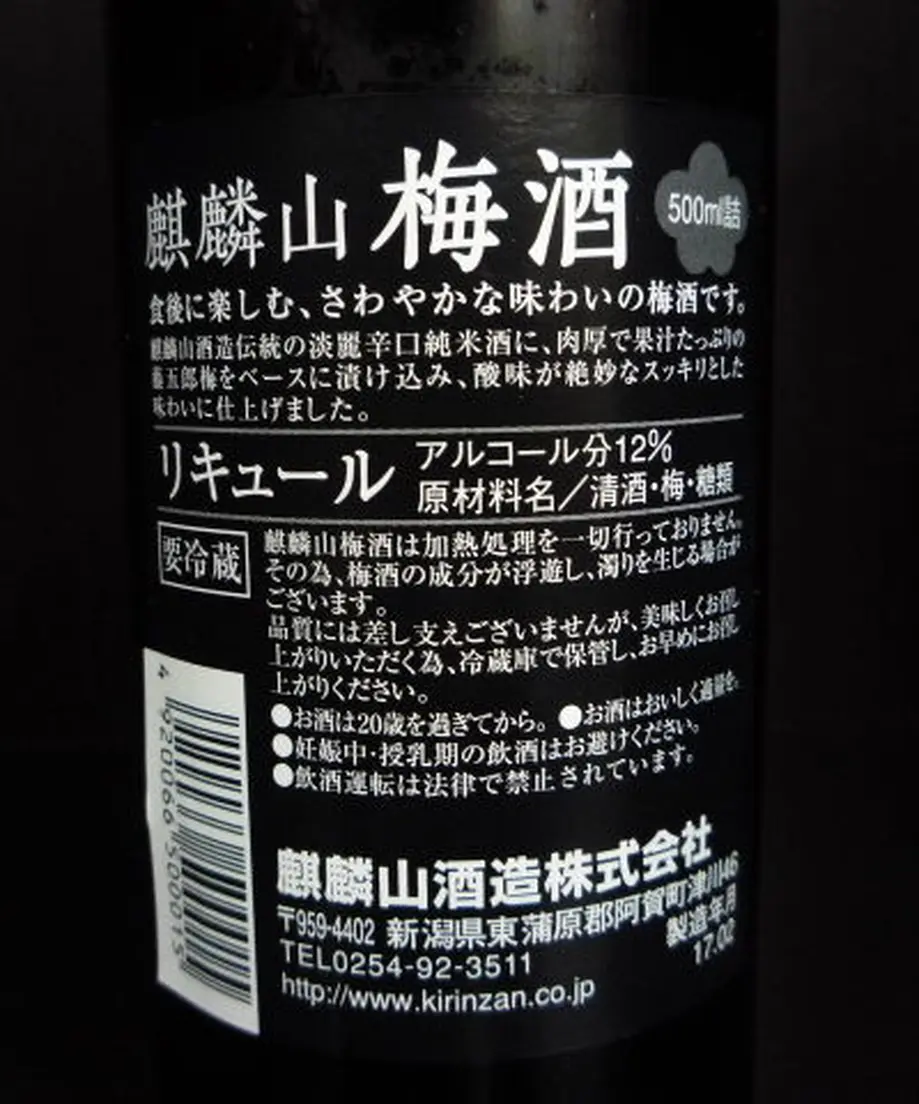 麒麟山 梅酒 500ml詰
食後に楽しむ、さわやかな味わいの梅酒です。
麒麟山酒造伝統の淡麗辛口純米酒に、肉厚で果汁たっぷりの
藤五郎梅をベースに漬け込み、酸味が絶妙なスッキリとした
味わいに仕上げました。
リキュール アルコール分12%
原材料名/清酒・梅・糖類
要冷蔵
麒麟山梅酒は加熱処理を一切行っておりません。
その為、梅酒の成分が浮遊し、濁りを生じる場合が
ございます。
品質には差し支えございませんが、美味しくお召し
上がりいただく為、冷蔵庫で保管し、お早めにお召し
上がりください。
●お酒は20歳を過ぎてから。 ●お酒はおいしく適量を。
●妊娠中・授乳期の飲酒はお避けください。
●飲酒運転は法律で禁止されています。
4 920066 500015
麒麟山酒造株式会社
〒959-4402 新潟県東蒲原郡阿賀町津川46
TEL0254-92-3511
http://www.kirinzan.co.jp
製造年月
17.02